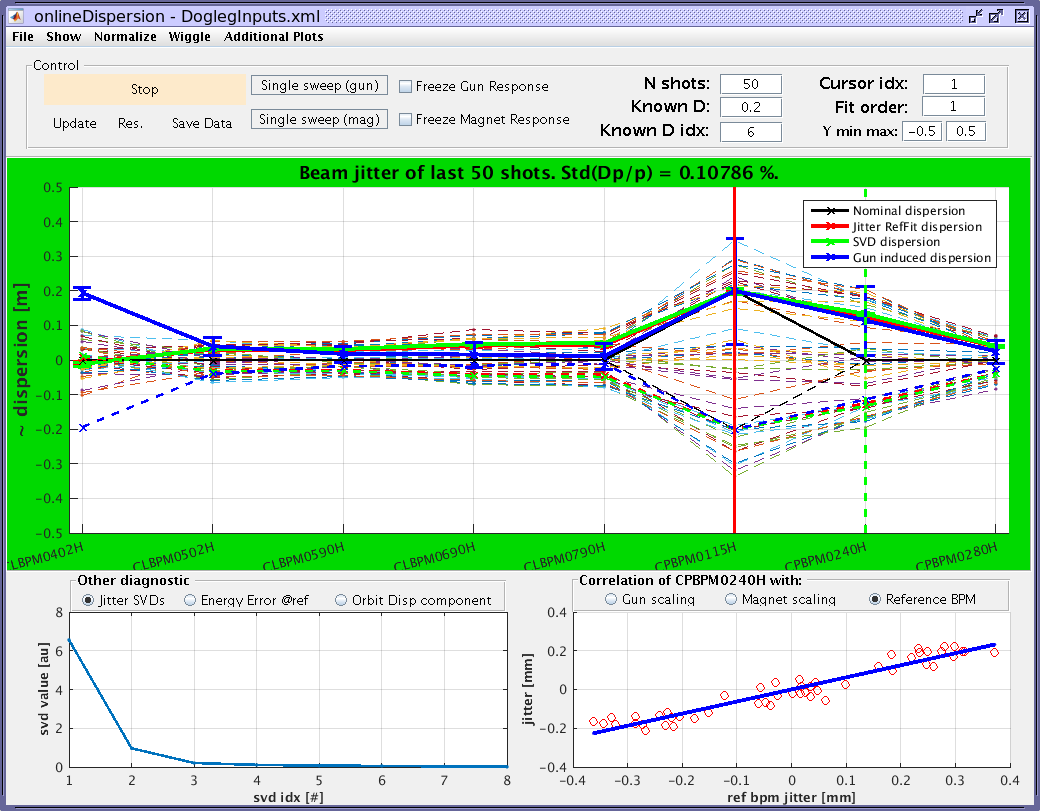 onlineDispersion - DoglegInputs.xml
File Show Normalize Wiggle Additional Plots
Control
Stop
Single sweep (gun)
Freeze Gun Response
N shots: 50
Cursor idx: 1
Known D: 0.2
Fit order: 1
Update Res. Save Data
Single sweep (mag)
Freeze Magnet Response
Known D idx: 6
Y min max: -0.5 0.5
Beam jitter of last 50 shots. Std(Dp/p) = 0.10786 %.
0.5
0.4
0.3
0.2
0.1
0
-0.1
-0.2
-0.3
-0.4
-0.5
~ dispersion [m]
Nominal dispersion
Jitter RefFit dispersion
SVD dispersion
Gun induced dispersion
CLBPM0402H CLBPM0502H CLBPM0590H CLBPM0690H CLBPM0790H CPBPM0115H CPBPM0240H CPBPM0280H
Other diagnostic
Jitter SVDs Energy Error @ref Orbit Disp component
8
6
4
2
0
svd value [au]
1 2 3 4 5 6 7 8
svd idx [#]
Correlation of CPBPM0240H with:
Gun scaling Magnet scaling Reference BPM
0.4
0.2
0
-0.2
-0.4
jitter [mm]
-0.4 -0.3 -0.2 -0.1 0 0.1 0.2 0.3 0.4
ref bpm jitter [mm]